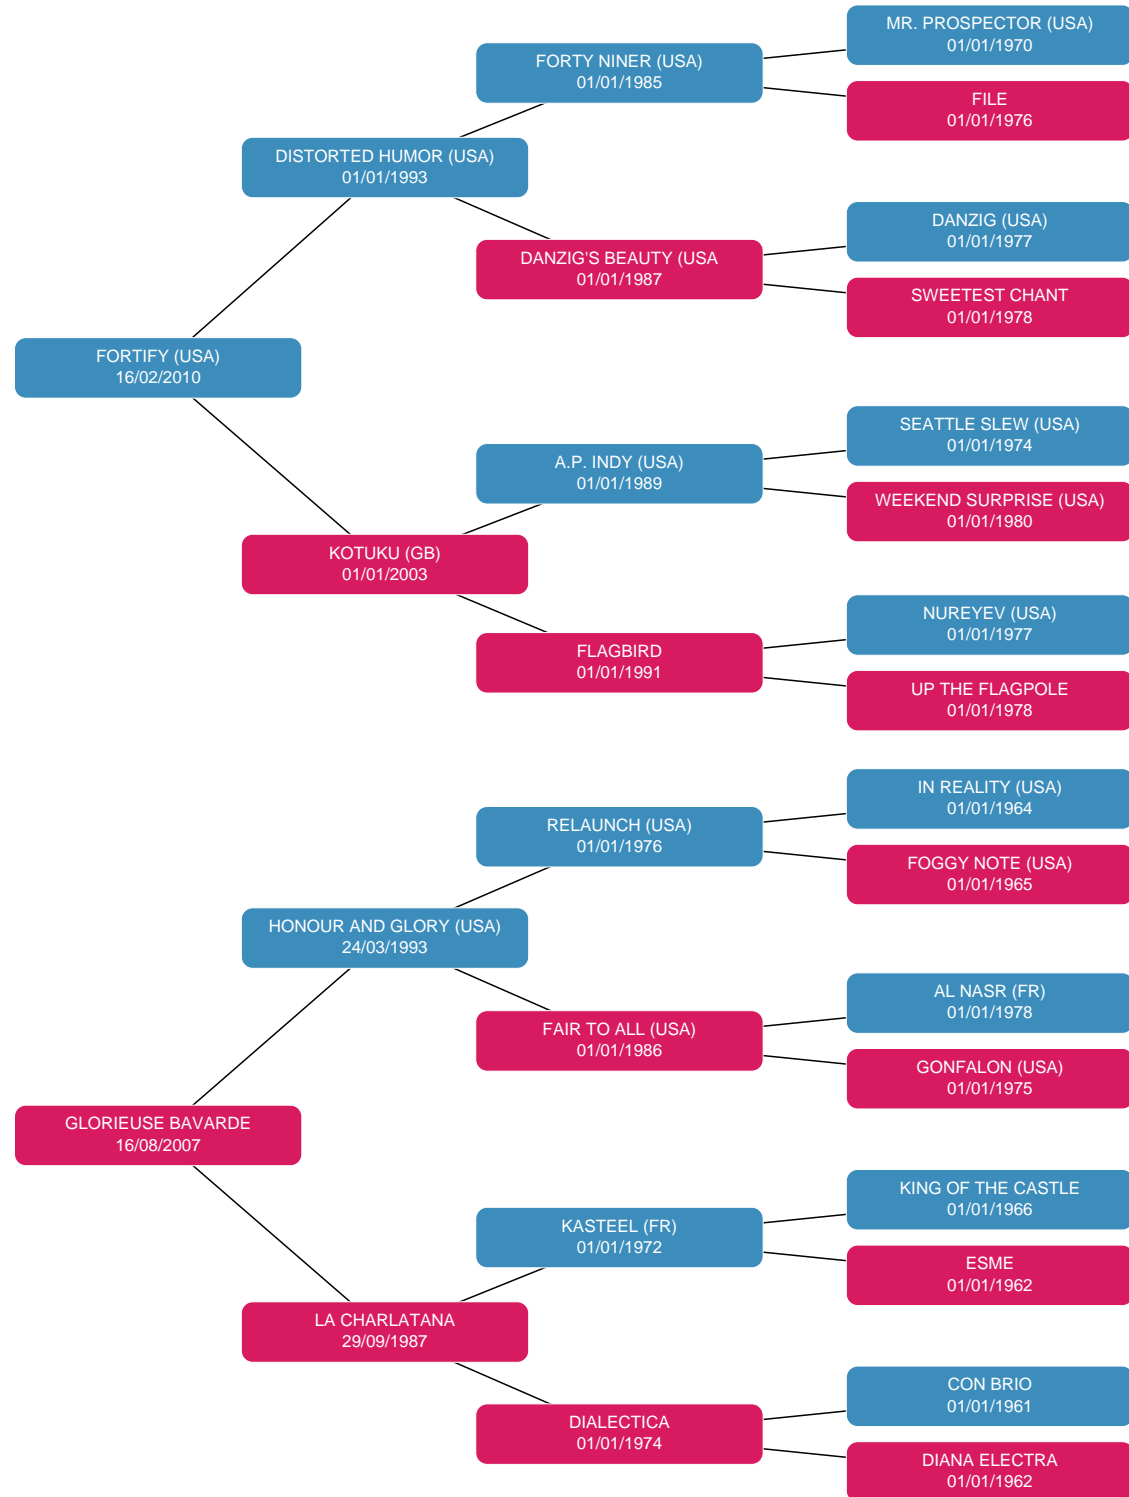 MR. PROSPECTOR (USA)
01/01/1970
FORTY NINER (USA)
01/01/1985
FILE
01/01/1976
DISTORTED HUMOR (USA)
01/01/1993
DANZIG (USA)
01/01/1977
DANZIG'S BEAUTY (USA
01/01/1987
SWEETEST CHANT
01/01/1978
FORTIFY (USA)
16/02/2010
SEATTLE SLEW (USA)
01/01/1974
A.P. INDY (USA)
01/01/1989
WEEKEND SURPRISE (USA)
01/01/1980
KOTUKU (GB)
01/01/2003
NUREYEV (USA)
01/01/1977
FLAGBIRD
01/01/1991
UP THE FLAGPOLE
01/01/1978
IN REALITY (USA)
01/01/1964
RELAUNCH (USA)
01/01/1976
FOGGY NOTE (USA)
01/01/1965
HONOUR AND GLORY (USA)
24/03/1993
AL NASR (FR)
01/01/1978
FAIR TO ALL (USA)
01/01/1986
GONFALON (USA)
01/01/1975
GLORIEUSE BAVARDE
16/08/2007
KING OF THE CASTLE
01/01/1966
KASTEEL (FR)
01/01/1972
ESME
01/01/1962
LA CHARLATANA
29/09/1987
CON BRIO
01/01/1961
DIALECTICA
01/01/1974
DIANA ELECTRA
01/01/1962